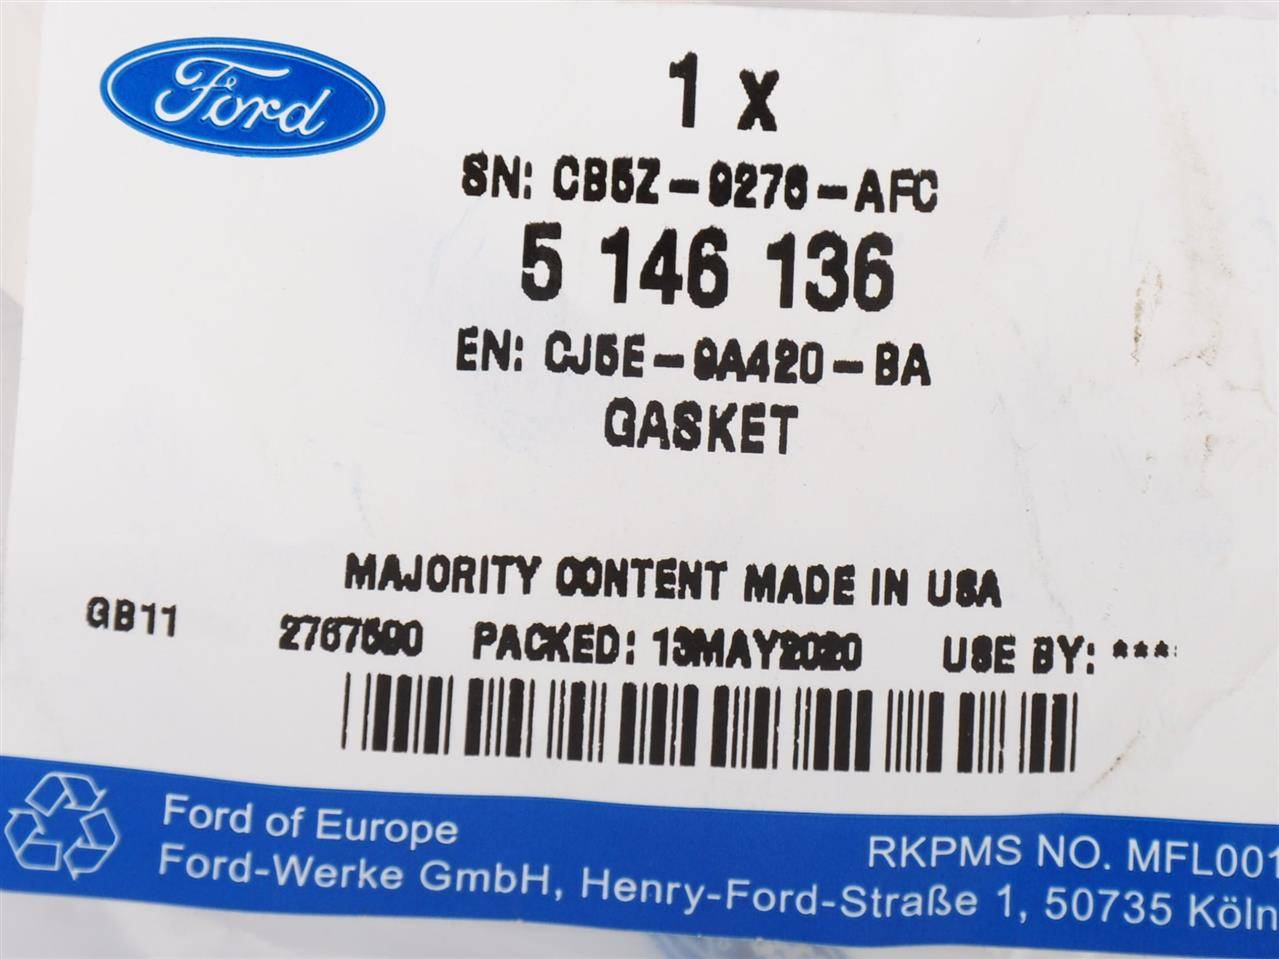 Ford
1 x
SN: CB5Z-9276-AFC
5 146 136
EN: CJ5E-9A420-BA
GASKET
MAJORITY CONTENT MADE IN USA
GB11 2767590 PACKED: 13MAY2020 USE BY: ***
Ford of Europe
RKPMS NO. MFL001
Ford-Werke GmbH, Henry-Ford-Straße 1, 50735 Köln